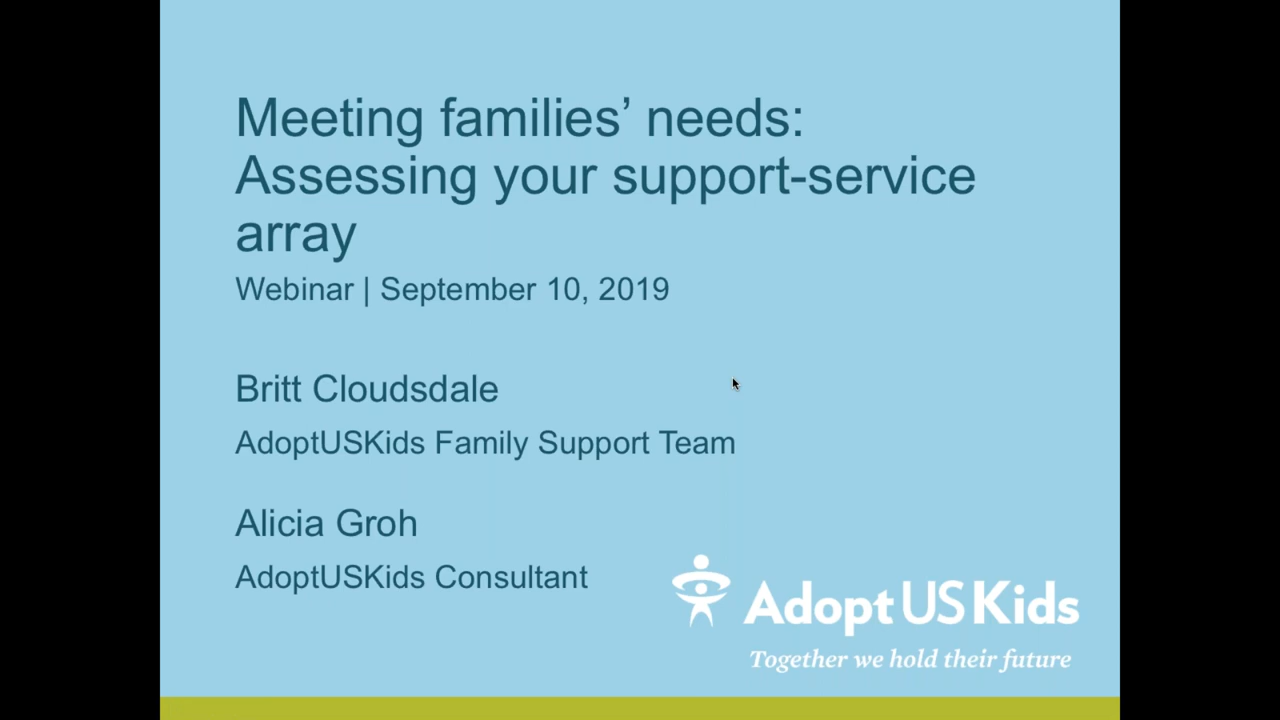 Meeting families’ needs:
Assessing your support-service
array
Webinar | September 10, 2019
Britt Cloudsdale
AdoptUSKids Family Support Team
Alicia Groh
AdoptUSKids Consultant
AdoptUSKids
Together we hold their future